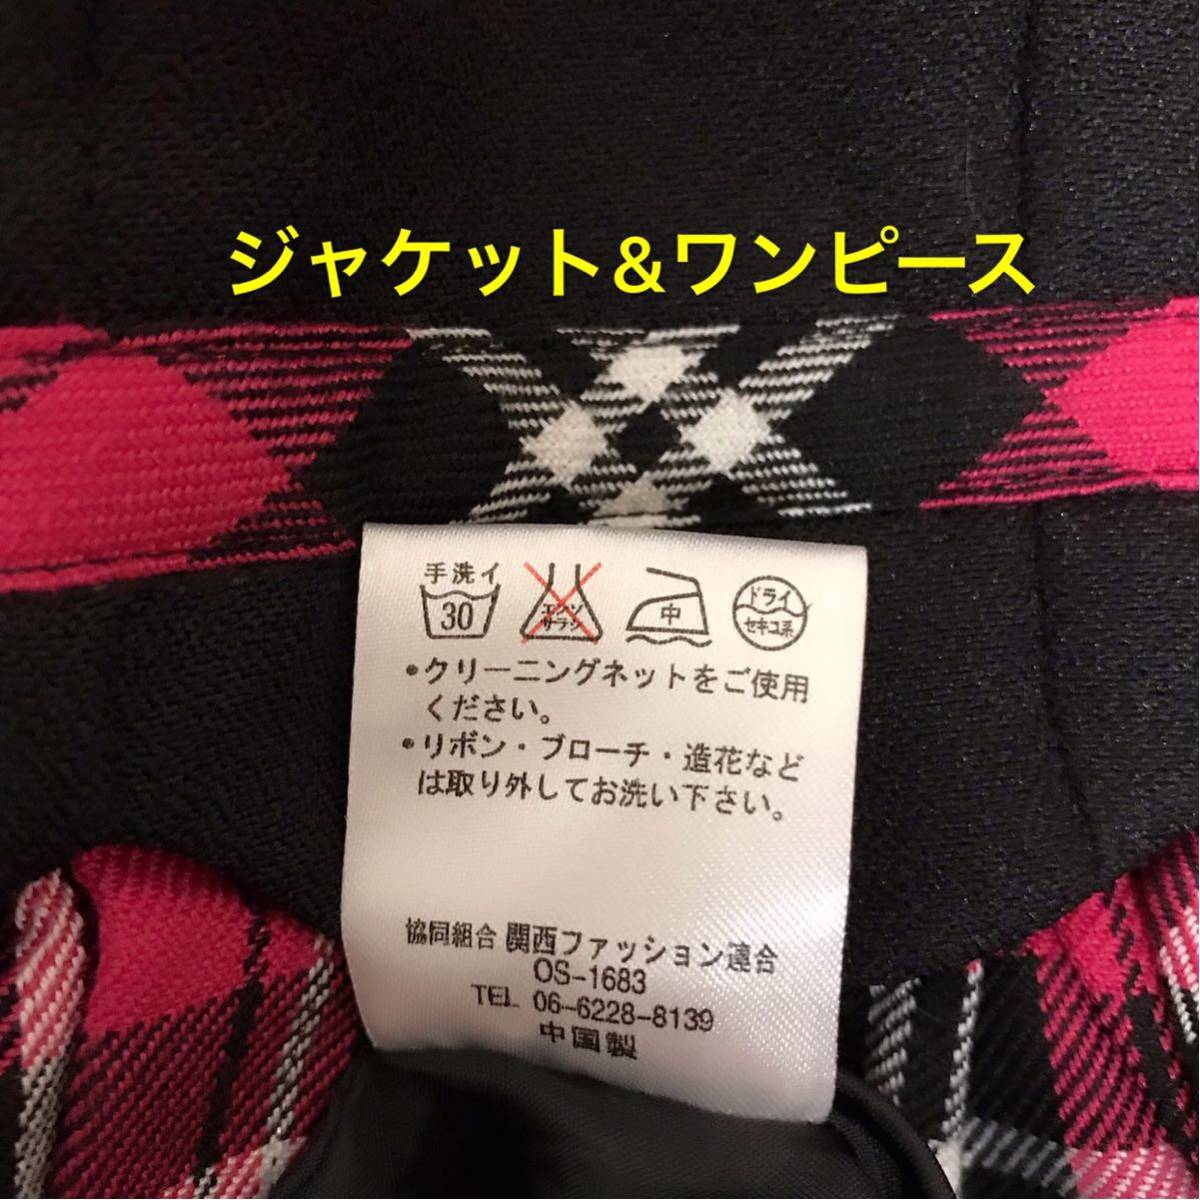 ジャケット&ワンピース
手洗イ
30
エンソ
サラシ
中
ドライ
セキユ系
•クリーニングネットをご使用
ください。
•リボン・ブローチ・造花など
は取り外してお洗い下さい。
協同組合 関西ファッション連合
OS-1683
TEL 06-6228-8139
中国製